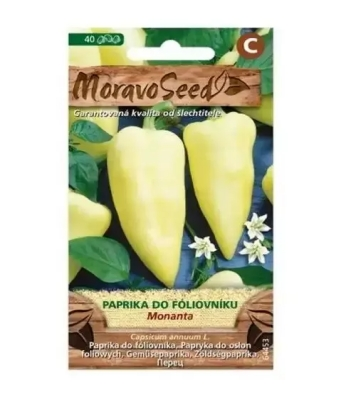 40
C
MoravoSeed
Garantovaná kvalita od šlechtitele
PAPRIKA DO FÓLIOVNÍKU
Monanta
Capsicum annuum L.
Paprika do fóliovníka, Papryka do osłon
foliowych, Gemüsepaprika, Zöldségpaprika,
Перец
64453